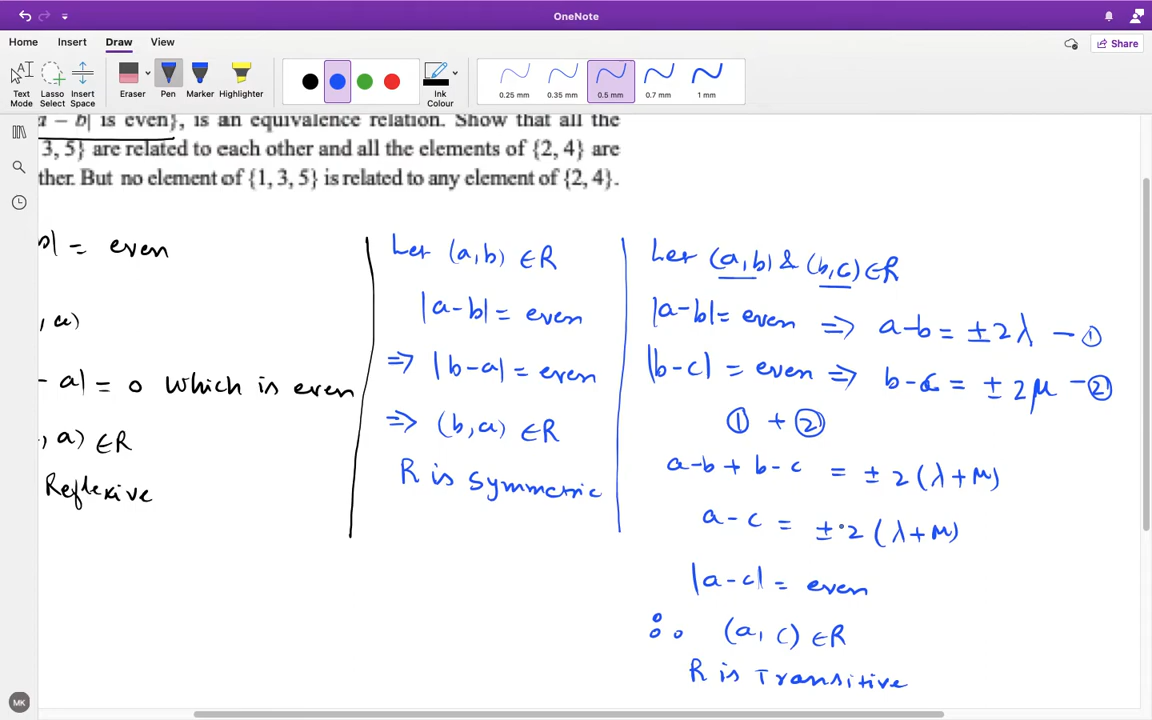 OneNote
Home Insert Draw View
Share
Text Mode
Lasso Select
Insert Space
Eraser
Pen
Marker
Highlighter
Ink Colour
0.25 mm
0.35 mm
0.5 mm
0.7 mm
1 mm
a – b| is even}, is an equivalence relation. Show that all the
3, 5} are related to each other and all the elements of {2, 4} are
ther. But no element of {1, 3, 5} is related to any element of {2, 4}.
b| = even
, a)
- a| = 0 which is even
, a) ∈R
Reflexive
Let (a,b) ∈R
|a-b| = even
=> |b-a| = even
=> (b,a) ∈R
R is Symmetric
Let (a,b) & (b,c) ∈R
|a-b| = even => a-b = ±2λ - ①
|b-c| = even => b-c = ±2μ - ②
① + ②
a-b + b-c = ±2(λ+μ)
a-c = ±2(λ+μ)
|a-c| = even
∴ (a, c) ∈R
R is Transitive
MK